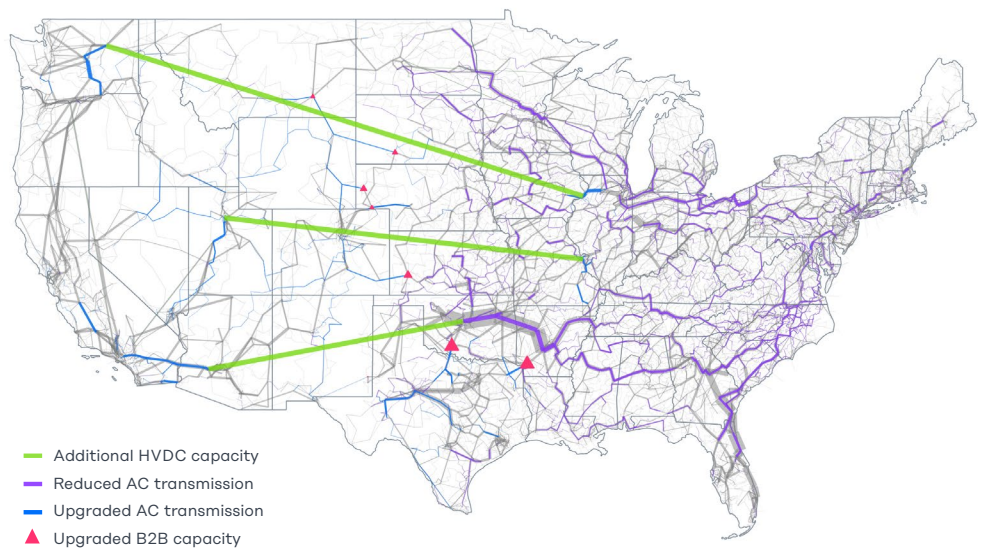 Additional HVDC capacity
Reduced AC transmission
Upgraded AC transmission
Upgraded B2B capacity